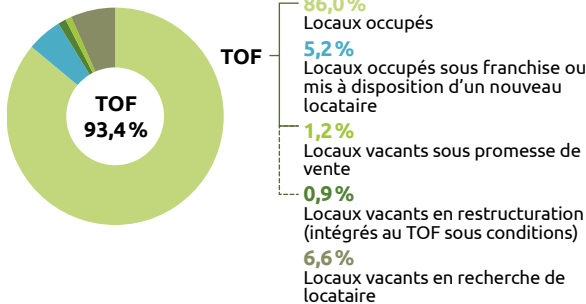 TOF
93,4 %
TOF
86,0 %
Locaux occupés
5,2 %
Locaux occupés sous franchise ou
mis à disposition d’un nouveau
locataire
1,2 %
Locaux vacants sous promesse de
vente
0,9 %
Locaux vacants en restructuration
(intégrés au TOF sous conditions)
6,6 %
Locaux vacants en recherche de
locataire